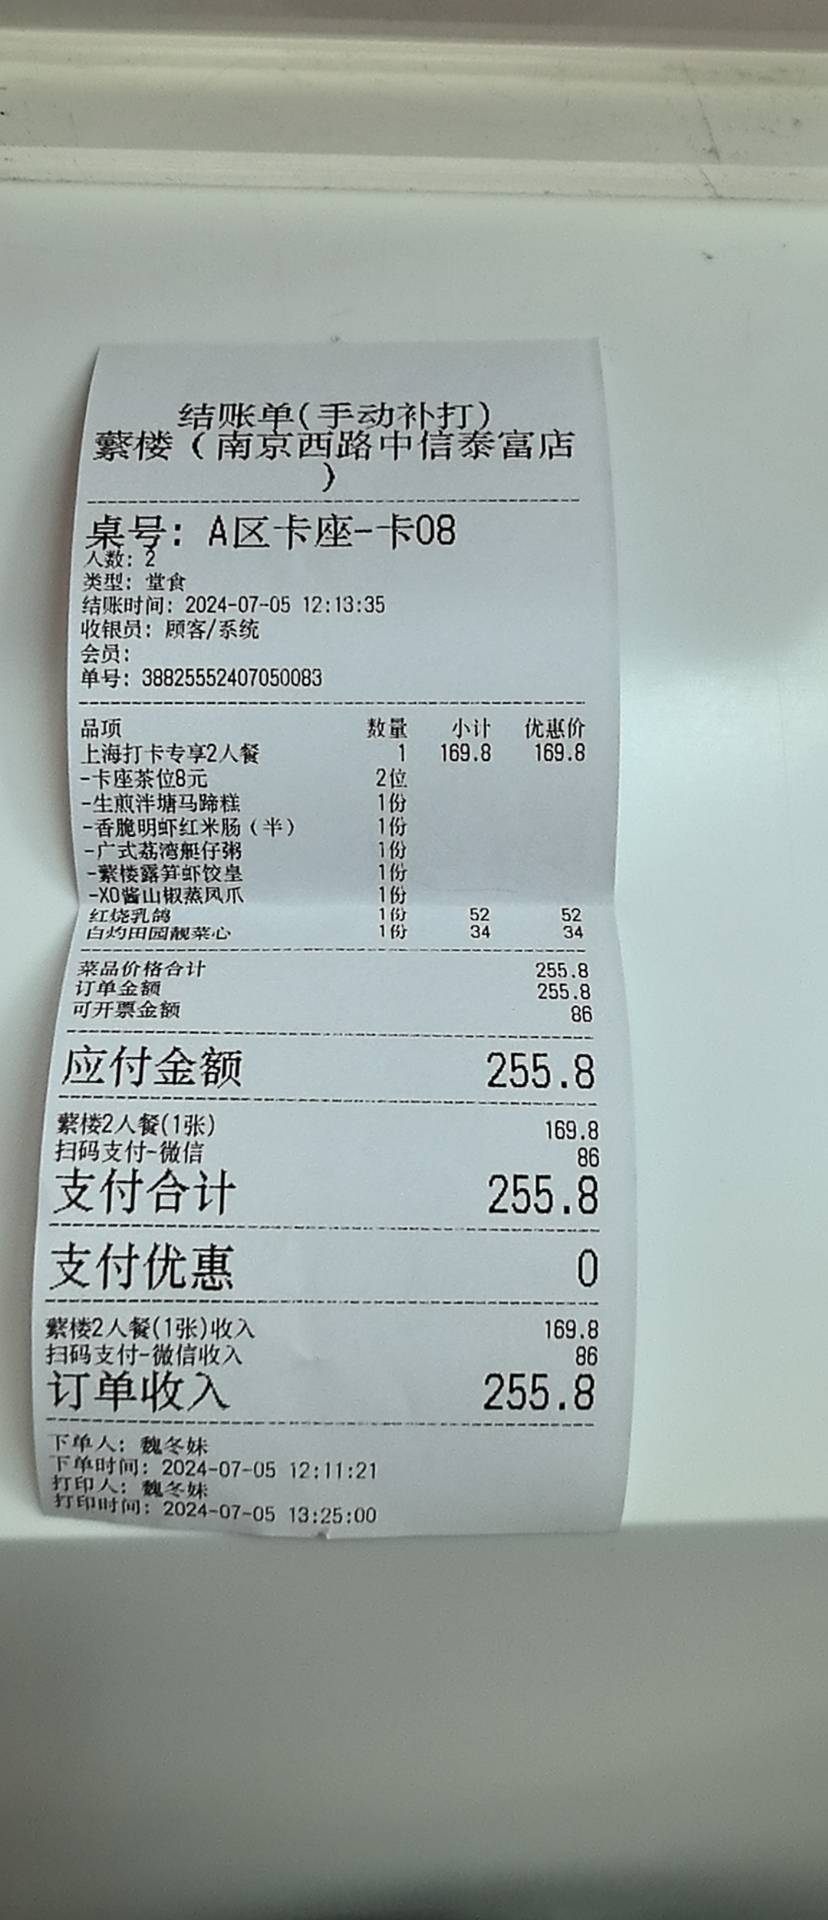 结账单(手动补打)
蘩楼（南京西路中信泰富店
）
桌号: A区卡座-卡08
人数: 2
类型: 堂食
结账时间: 2024-07-05 12:13:35
收银员: 顾客/系统
会员:
单号: 38825552407050083
品项 数量 小计 优惠价
上海打卡专享2人餐 1 169.8 169.8
-卡座茶位8元 2位
-生煎泮塘马蹄糕 1份
-香脆明虾红米肠（半） 1份
-广式荔湾艇仔粥 1份
-蘩楼露笋虾饺皇 1份
-XO酱山椒蒸凤爪 1份
红烧乳鸽 1份 52 52
白灼田园靓菜心 1份 34 34
菜品价格合计 255.8
订单金额 255.8
可开票金额 86
应付金额 255.8
蘩楼2人餐(1张) 169.8
扫码支付-微信 86
支付合计 255.8
支付优惠 0
蘩楼2人餐(1张)收入 169.8
扫码支付-微信收入 86
订单收入 255.8
下单人: 魏冬妹
下单时间: 2024-07-05 12:11:21
打印人: 魏冬妹
打印时间: 2024-07-05 13:25:00